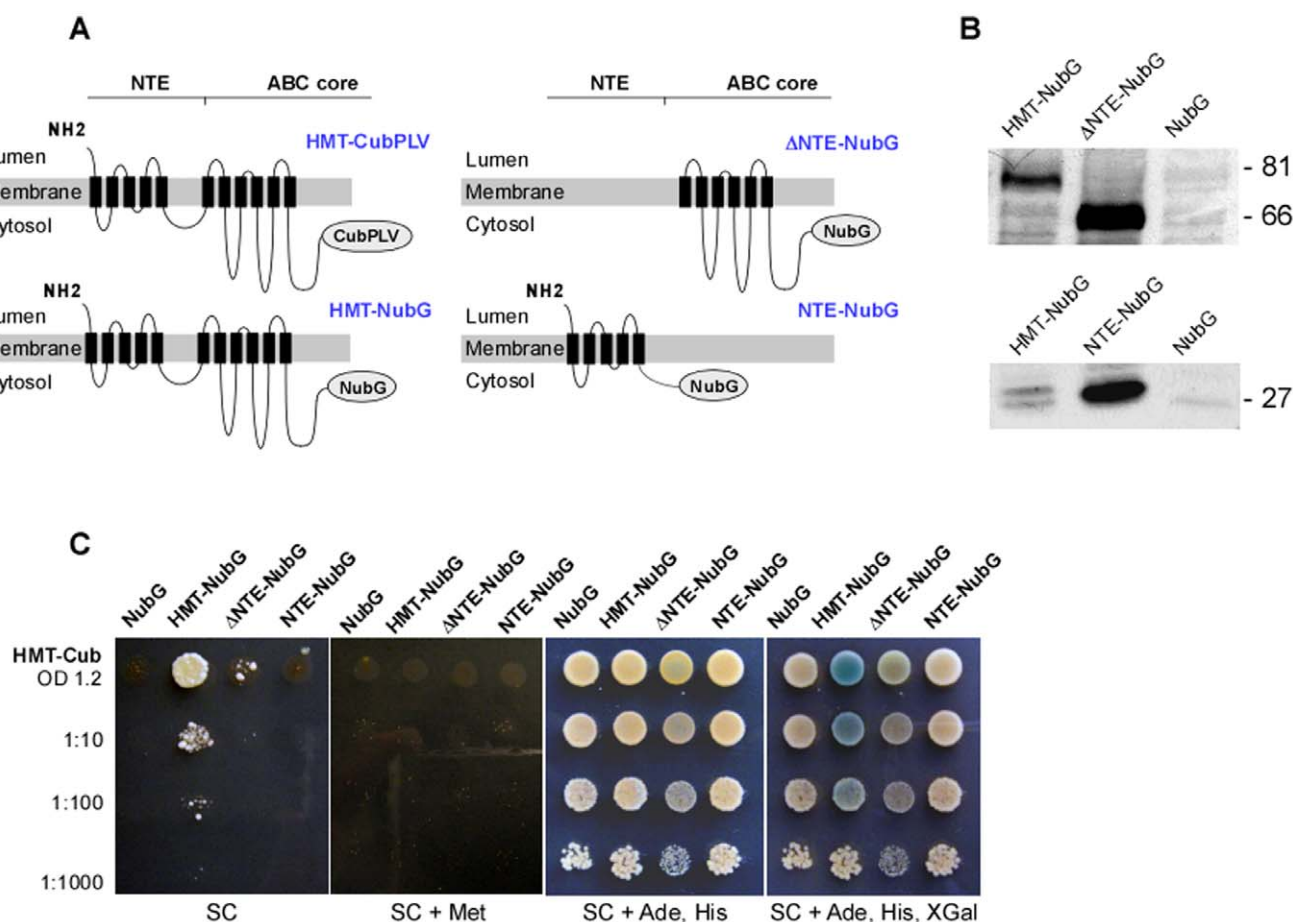 A
B
NTE ABC core
NTE ABC core
NH2
HMT-CubPLV
umen
embrane
ytosol
CubPLV
ΔNTE-NubG
Lumen
Membrane
Cytosol
NubG
NH2
HMT-NubG
umen
embrane
ytosol
NubG
NH2
NTE-NubG
Lumen
Membrane
Cytosol
NubG
HMT-NubG
ΔNTE-NubG
NubG
- 81
- 66
HMT-NubG
NTE-NubG
NubG
- 27
C
NubG
HMT-NubG
ΔNTE-NubG
NTE-NubG
NubG
HMT-NubG
ΔNTE-NubG
NTE-NubG
NubG
HMT-NubG
ΔNTE-NubG
NTE-NubG
NubG
HMT-NubG
ΔNTE-NubG
NTE-NubG
HMT-Cub
OD 1.2
1:10
1:100
1:1000
SC
SC + Met
SC + Ade, His
SC + Ade, His, XGal